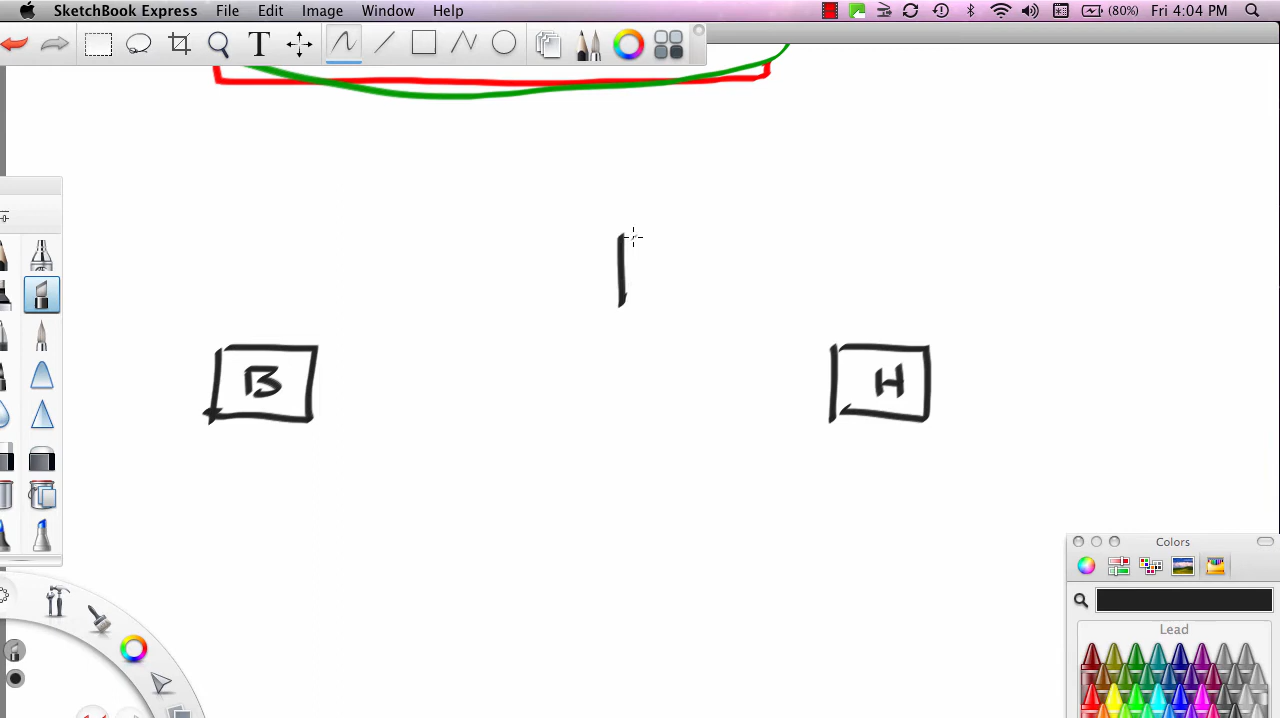 SketchBook Express File Edit Image Window Help (80%) Fri 4:04 PM
T
B
H
Colors
Lead